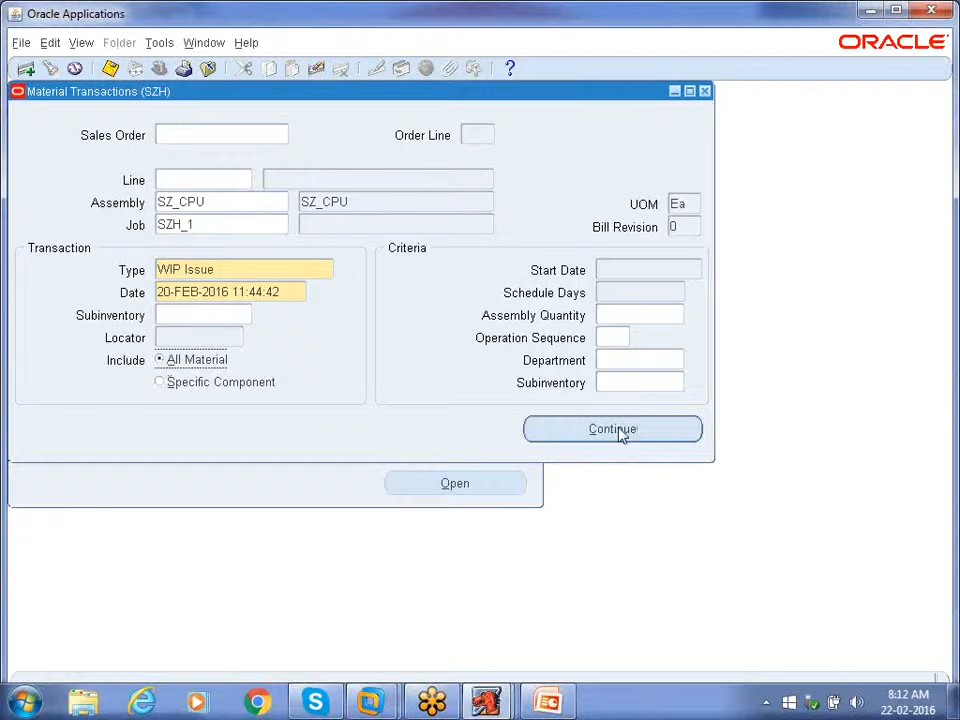 Oracle Applications
File Edit View Folder Tools Window Help
ORACLE
?
Material Transactions (SZH)
Sales Order Order Line
Line
Assembly SZ_CPU SZ_CPU UOM Ea
Job SZH_1 Bill Revision 0
Transaction Criteria
Type WIP Issue Start Date
Date 20-FEB-2016 11:44:42 Schedule Days
Subinventory Assembly Quantity
Locator Operation Sequence
Include All Material Department
Specific Component Subinventory
Continue
Open
8:12 AM
22-02-2016